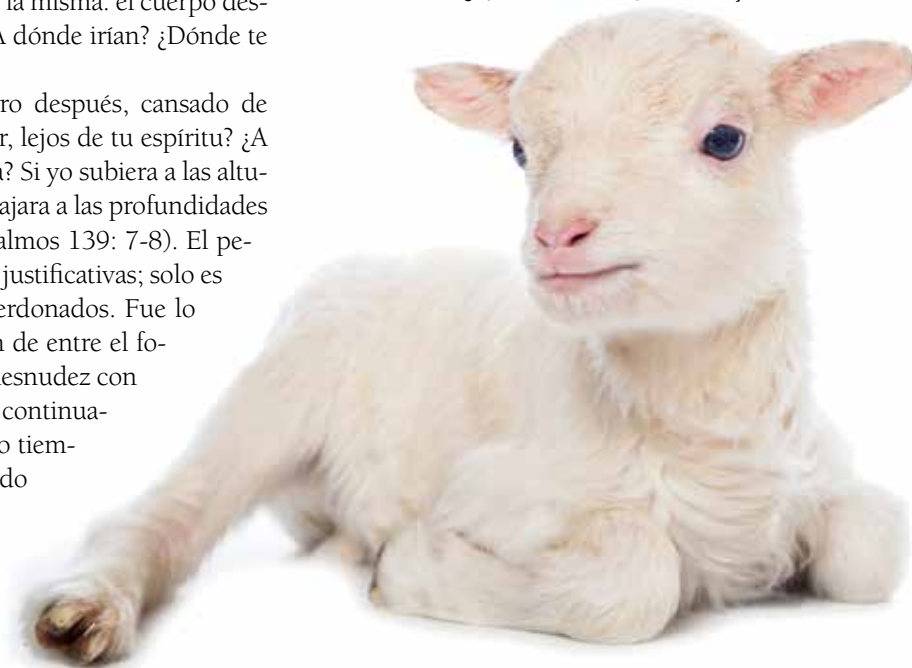 la misma: el cuerpo des-
A dónde irían? ¿Dónde te
ro después, cansado de
r, lejos de tu espíritu? ¿A
a? Si yo subiera a las altu-
ajara a las profundidades
almos 139: 7-8). El pe-
justificativas; solo es
erdonados. Fue lo
n de entre el fo-
esnudez con
continua-
o tiem-
do